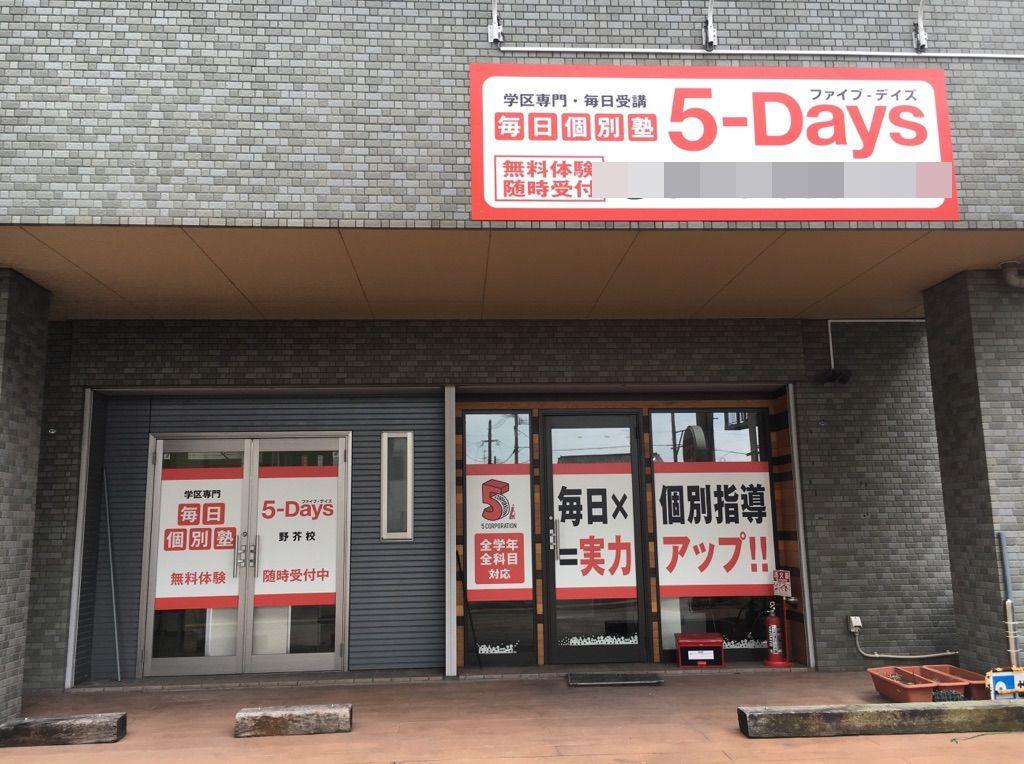 学区専門・毎日受講
毎日個別塾
ファイブ-デイズ
5-Days
無料体験
随時受付
学区専門
毎日
個別塾
無料体験
ファイブ・デイズ
5-Days
野芥校
随時受付中
5 CORPORATION
全学年
全科目
対応
毎日×個別指導
=実力アップ!!